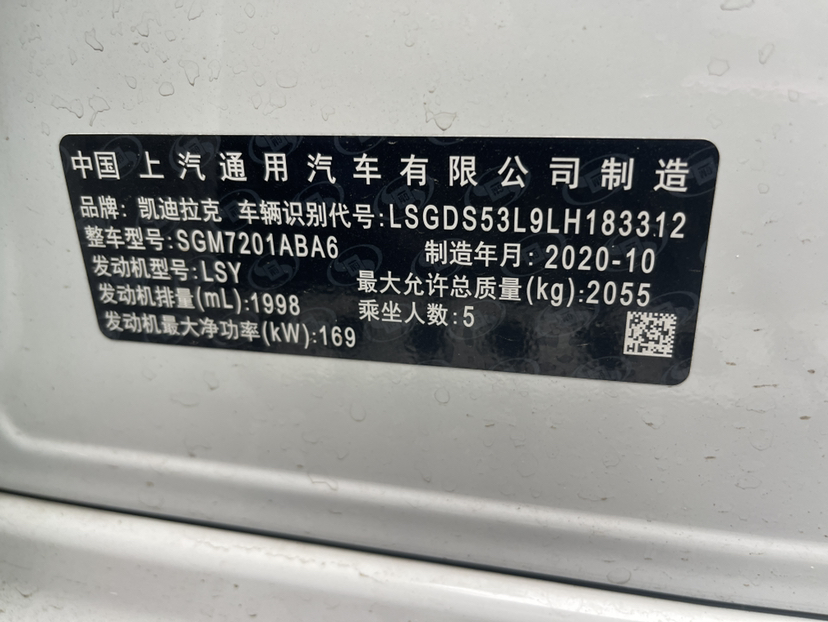 中国 上汽通用汽车有限公司制造
品牌: 凯迪拉克 车辆识别代号:LSGDS53L9LH183312
整车型号:SGM7201ABA6 制造年月: 2020-10
发动机型号:LSY 最大允许总质量(kg):2055
发动机排量(mL):1998 乘坐人数:5
发动机最大净功率(kW):169